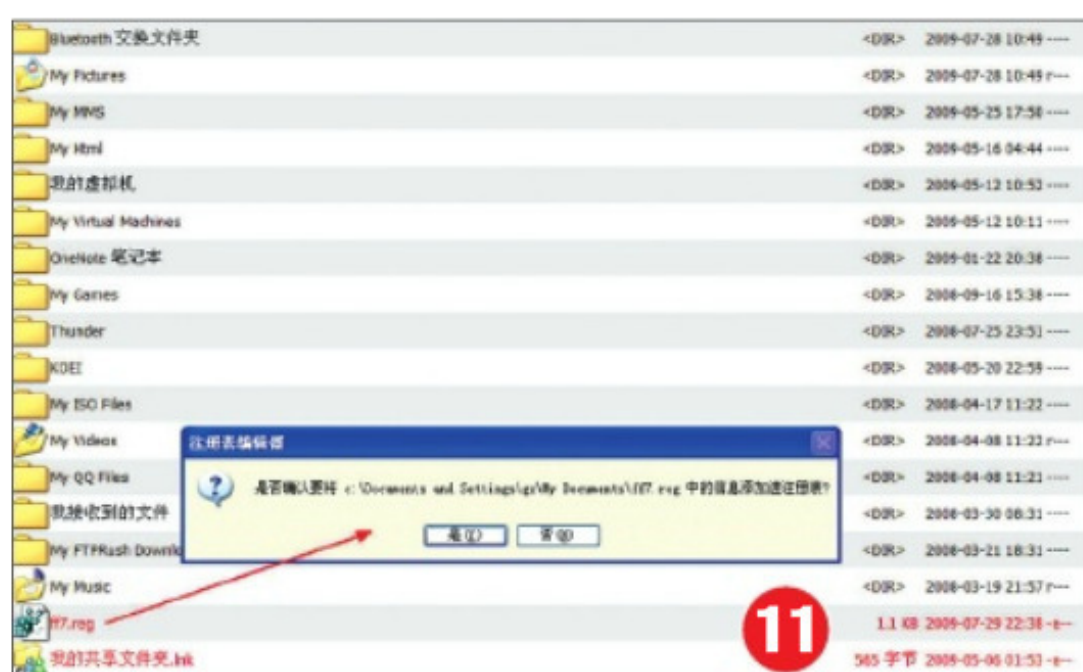 Bluetooth 交换文件夹 <DIR> 2009-07-28 10:49 ----
My Pictures <DIR> 2009-07-28 10:49 r---
My MMS <DIR> 2009-05-25 17:50 ----
My Html <DIR> 2009-05-16 04:44 ----
我的虚拟机 <DIR> 2009-05-12 10:52 ----
My Virtual Machines <DIR> 2009-05-12 10:11 ----
OneNote 笔记本 <DIR> 2009-01-22 20:38 ----
My Games <DIR> 2008-09-16 15:38 ----
Thunder <DIR> 2008-07-25 23:51 ----
KOEI <DIR> 2008-05-20 22:59 ----
My ISO Files <DIR> 2008-04-17 11:22 ----
My Videos <DIR> 2008-04-08 11:22 r---
注册表编辑器
My QQ Files <DIR> 2008-04-08 11:21 ----
是否确认要将 c:\Documents and Settings\gz\My Documents\ff7.reg 中的信息添加进注册表?
我接收到的文件 <DIR> 2008-03-30 08:31 ----
是(Y) 否(N)
My FTPRush Downlo <DIR> 2008-03-21 18:31 ----
My Music <DIR> 2008-03-19 21:57 r---
ff7.reg 1.1 KB 2009-07-29 22:38 -a--
11
我的共享文件夹.lnk 565 字节 2009-05-06 01:53 -a--